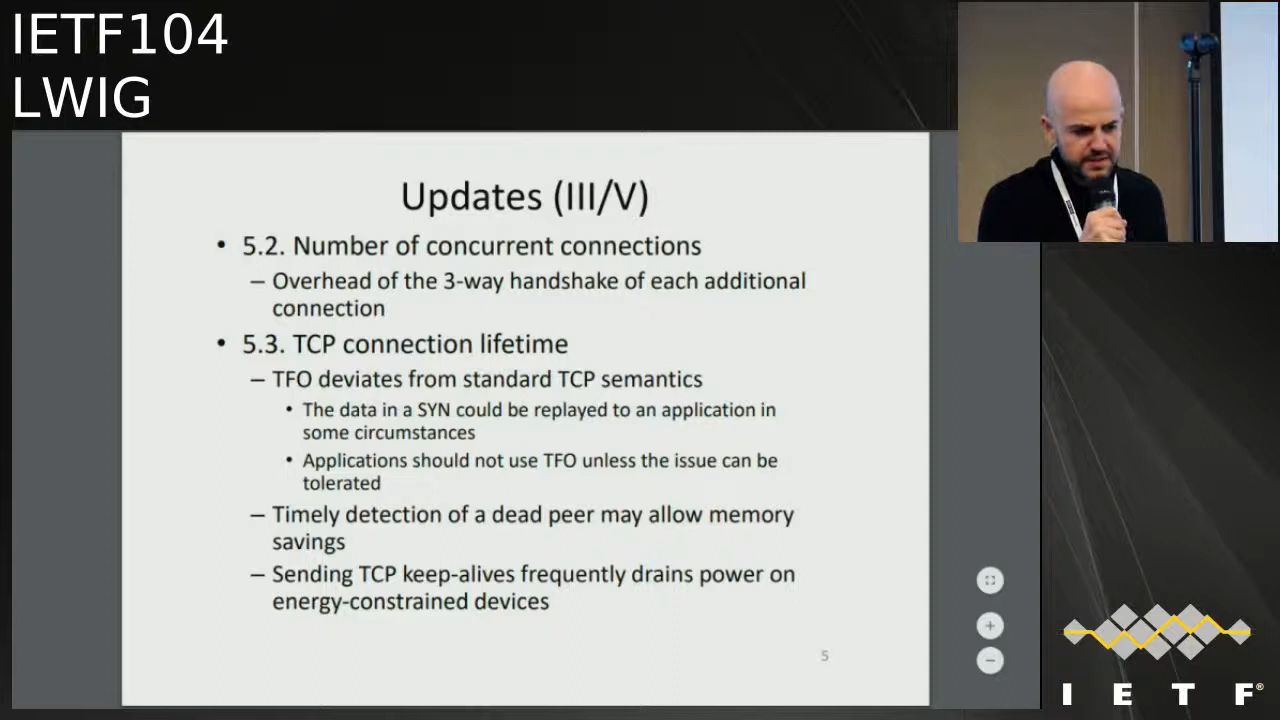 IETF104
LWIG
Updates (III/V)
• 5.2. Number of concurrent connections
– Overhead of the 3-way handshake of each additional
connection
• 5.3. TCP connection lifetime
– TFO deviates from standard TCP semantics
• The data in a SYN could be replayed to an application in
some circumstances
• Applications should not use TFO unless the issue can be
tolerated
– Timely detection of a dead peer may allow memory
savings
– Sending TCP keep-alives frequently drains power on
energy-constrained devices
5
I E T F®